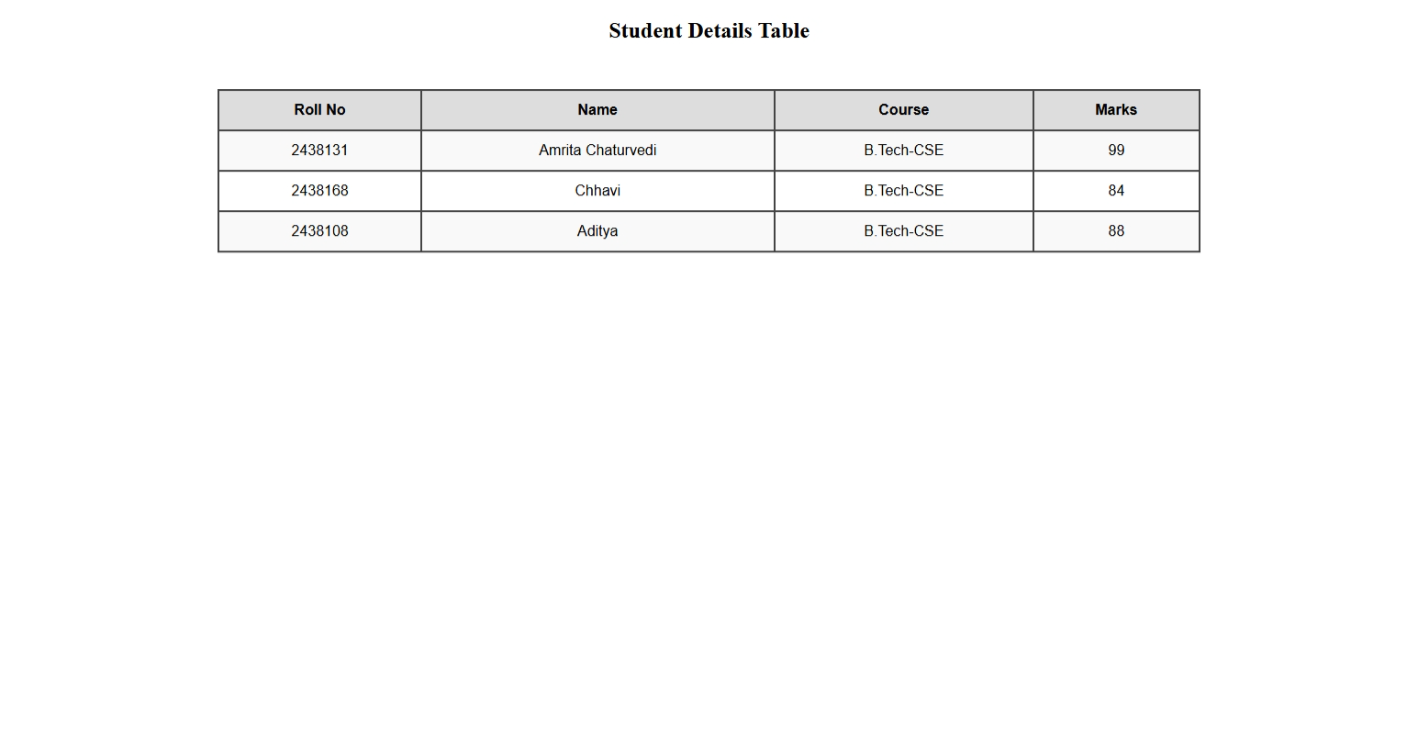 Student Details Table
Roll No Name Course Marks
2438131 Amrita Chaturvedi B.Tech-CSE 99
2438168 Chhavi B.Tech-CSE 84
2438108 Aditya B.Tech-CSE 88